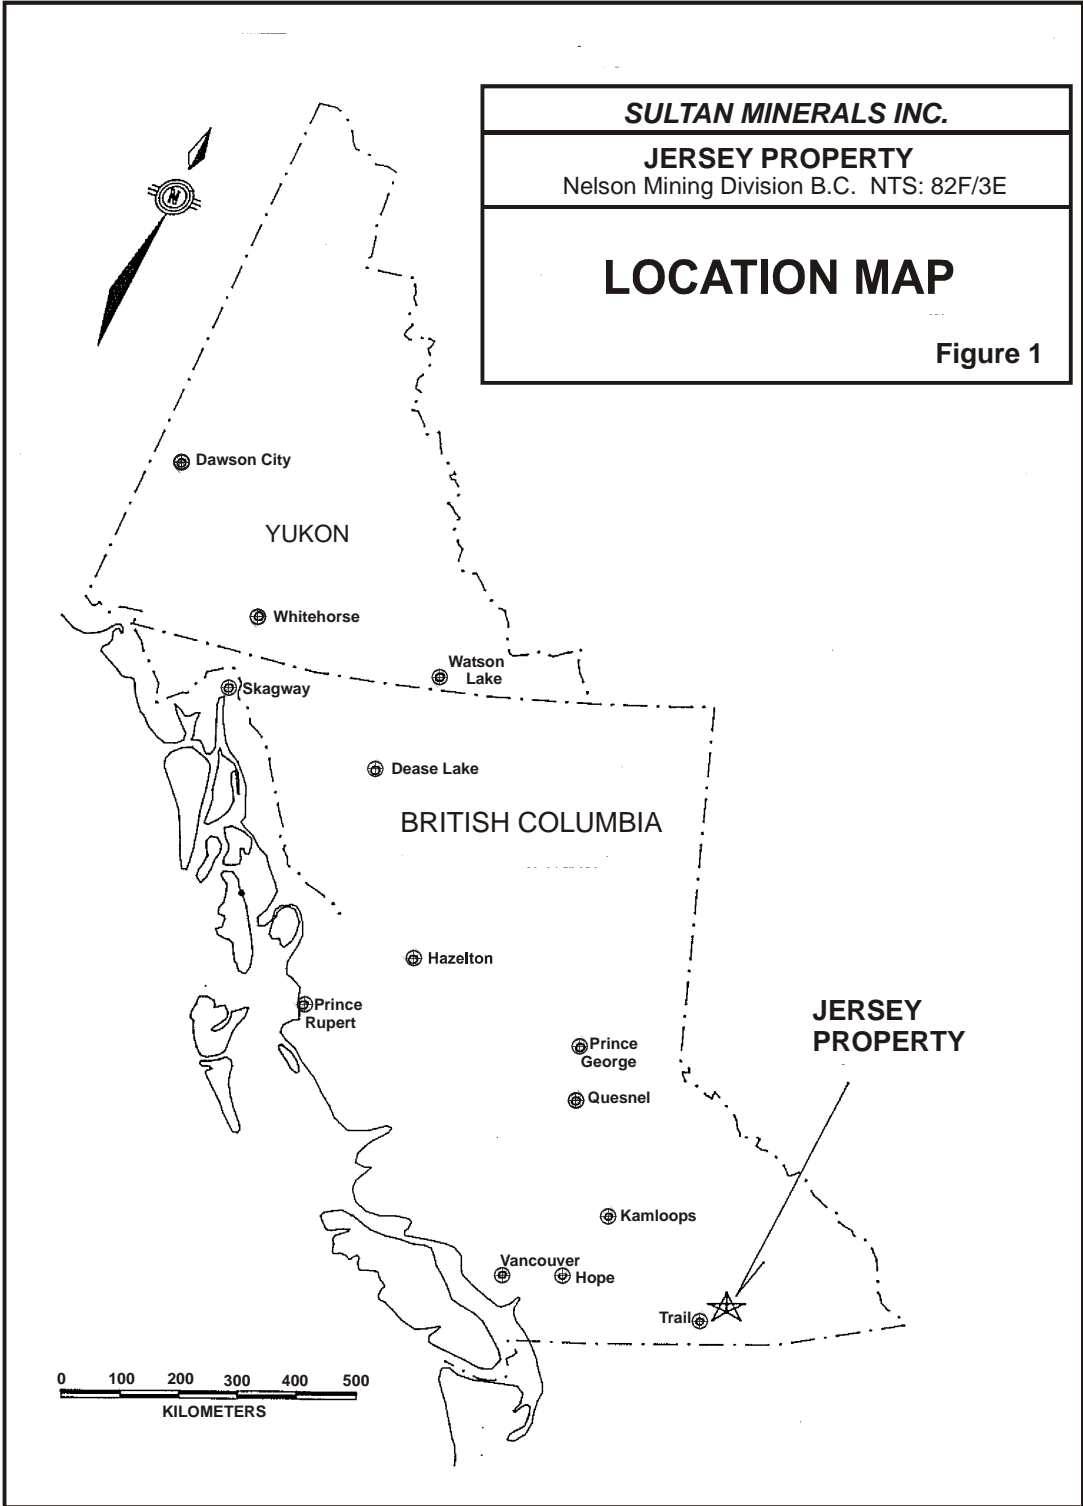 SULTAN MINERALS INC.
JERSEY PROPERTY
Nelson Mining Division B.C. NTS: 82F/3E
LOCATION MAP
Figure 1
N
Dawson City
YUKON
Whitehorse
Watson
Lake
Skagway
Dease Lake
BRITISH COLUMBIA
Hazelton
Prince
Rupert
JERSEY
PROPERTY
Prince
George
Quesnel
Kamloops
Vancouver
Hope
Trail
0 100 200 300 400 500
KILOMETERS